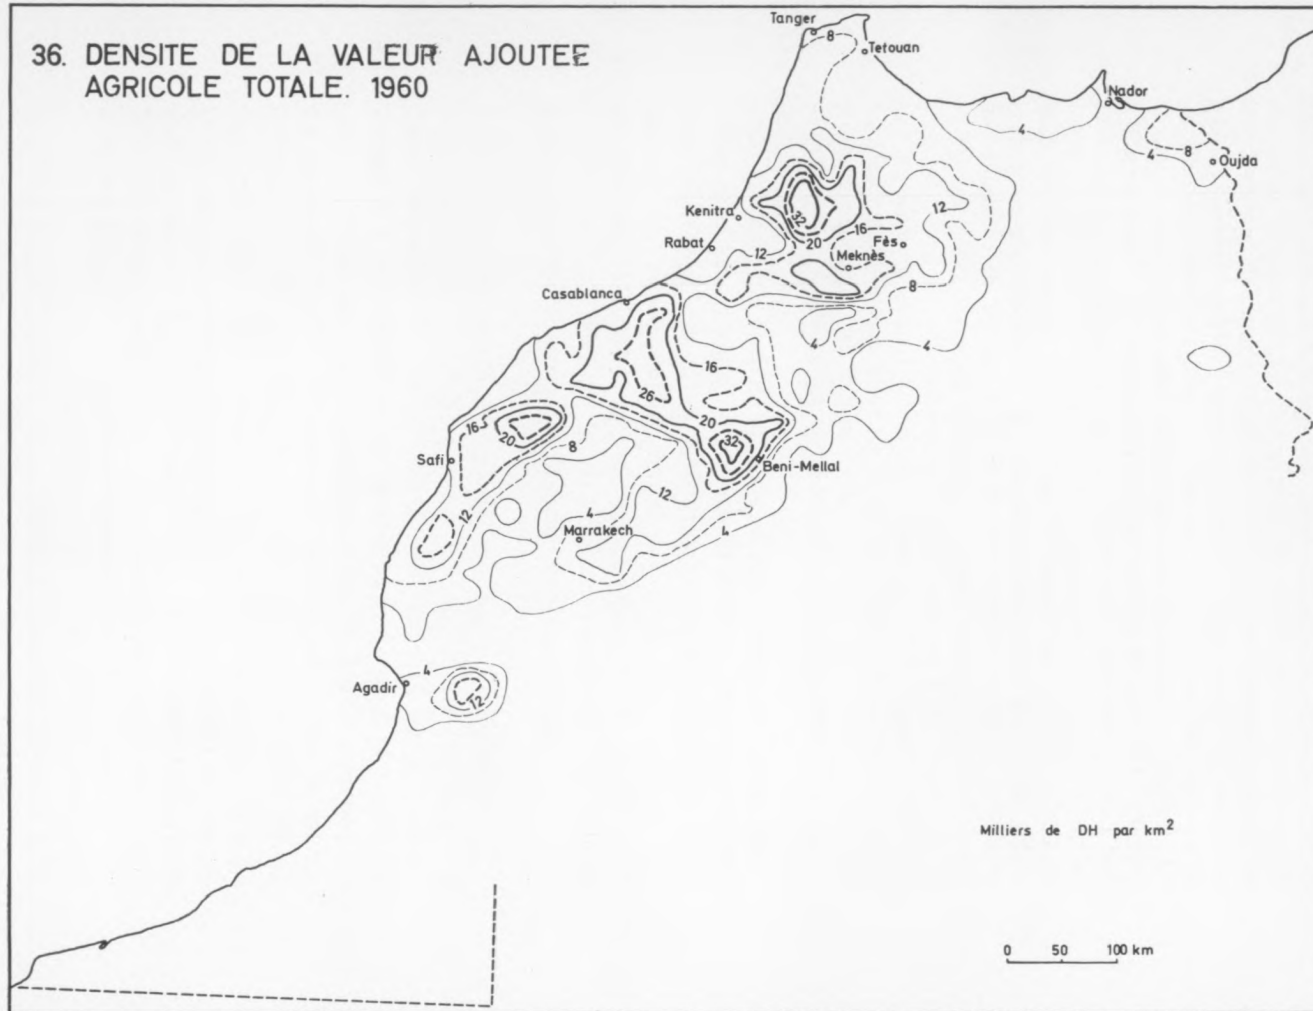 36. DENSITE DE LA VALEUR AJOUTEE
AGRICOLE TOTALE. 1960
Tanger
8
Tetouan
Nador
4
4
8
Oujda
Kenitra
32
12
16
Rabat
12
20
Fès
Meknès
8
Casablanca
4
4
16
26
16
20
20
8
32
Safi
Beni-Mellal
12
12
4
4
Marrakech
4
Agadir
12
Milliers de DH par km²
0 50 100 km